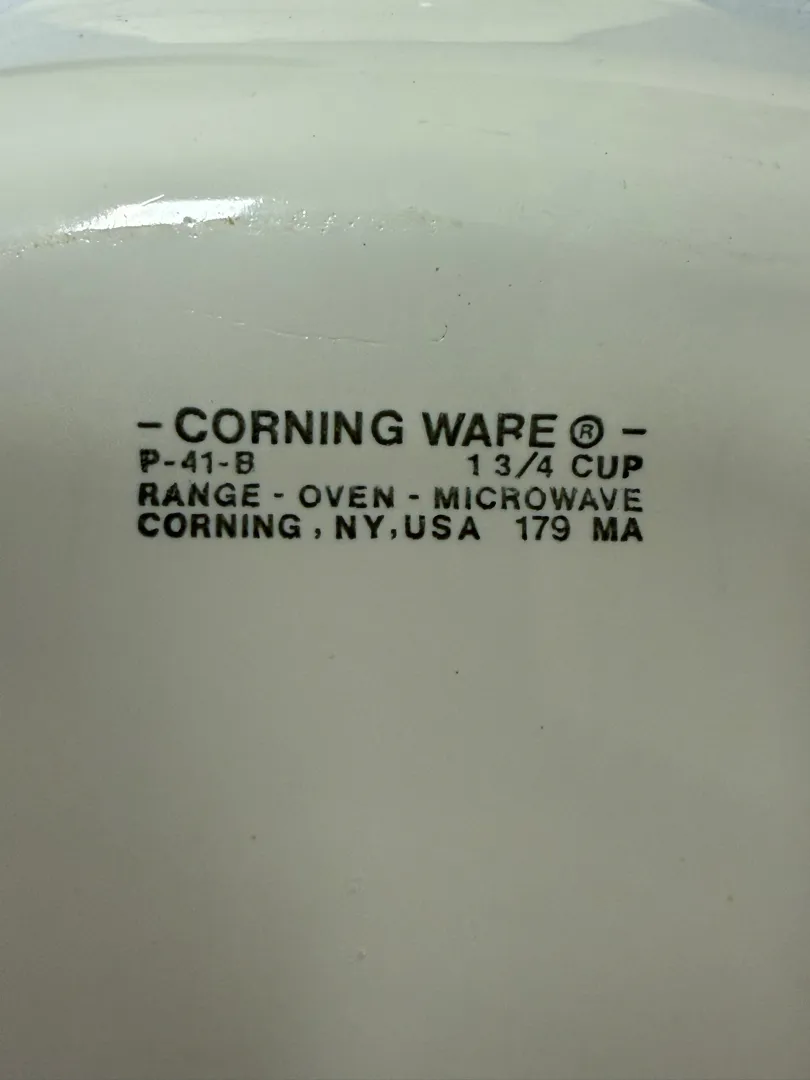 - CORNING WARE ® -
P-41-B 1 3/4 CUP
RANGE - OVEN - MICROWAVE
CORNING , NY, USA 179 MA